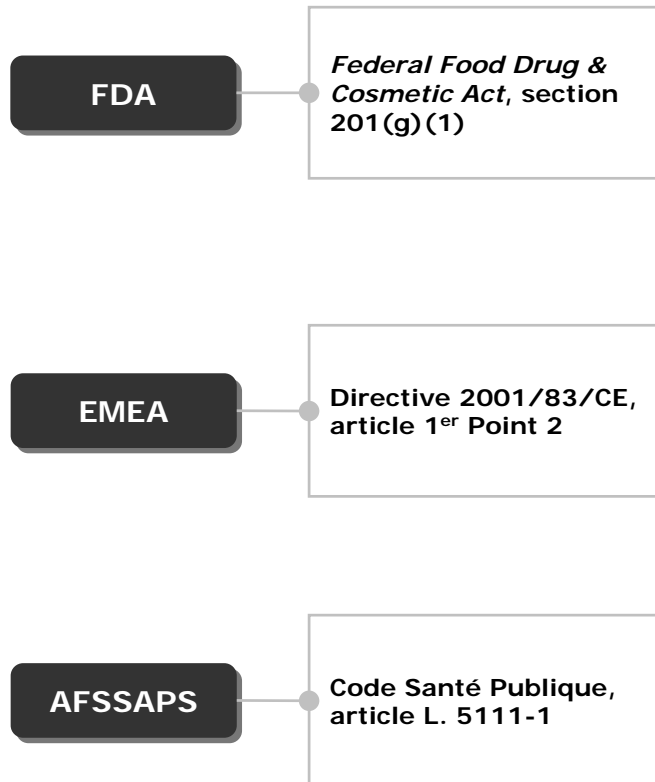 FDA
Federal Food Drug &
Cosmetic Act, section
201(g)(1)
EMEA
Directive 2001/83/CE,
article 1er Point 2
AFSSAPS
Code Santé Publique,
article L. 5111-1